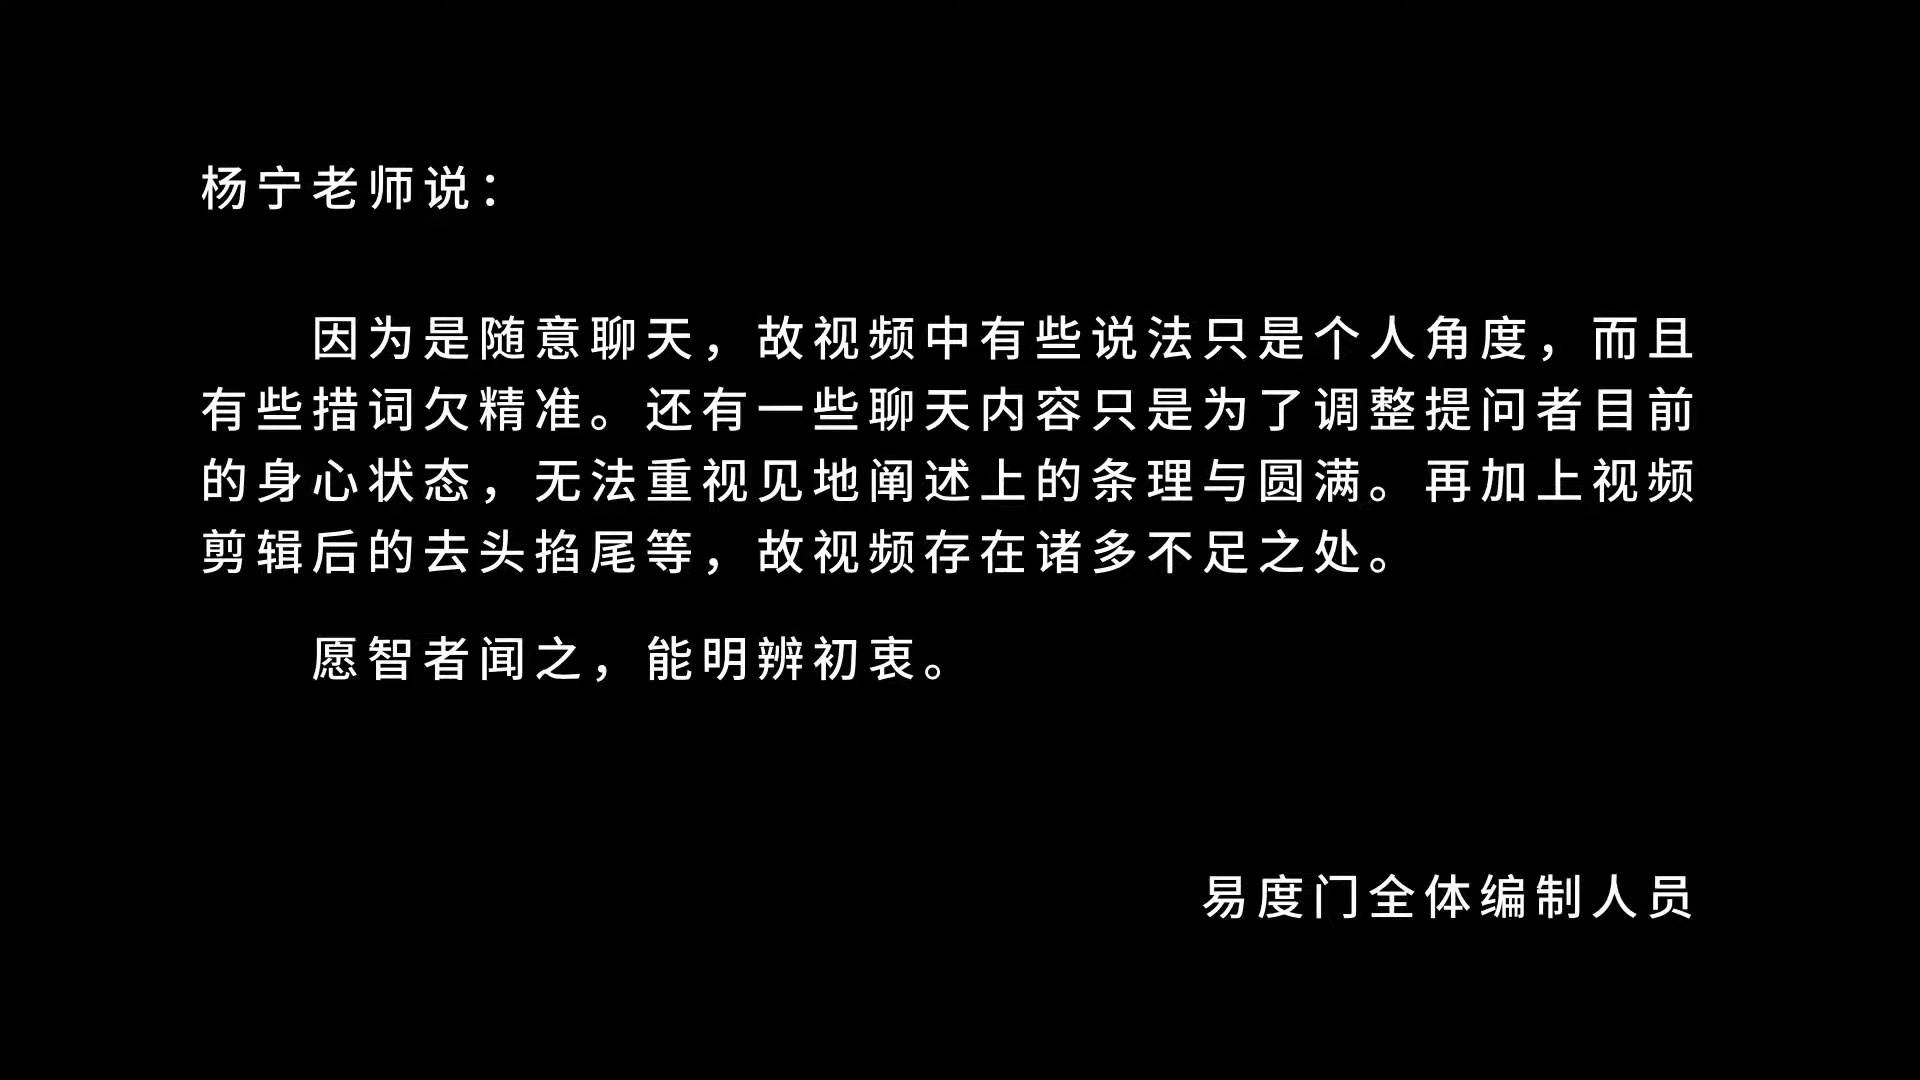 杨宁老师说：
因为是随意聊天，故视频中有些说法只是个人角度，而且
有些措词欠精准。还有一些聊天内容只是为了调整提问者目前
的身心状态，无法重视见地阐述上的条理与圆满。再加上视频
剪辑后的去头掐尾等，故视频存在诸多不足之处。
愿智者闻之，能明辨初衷。
易度门全体编制人员